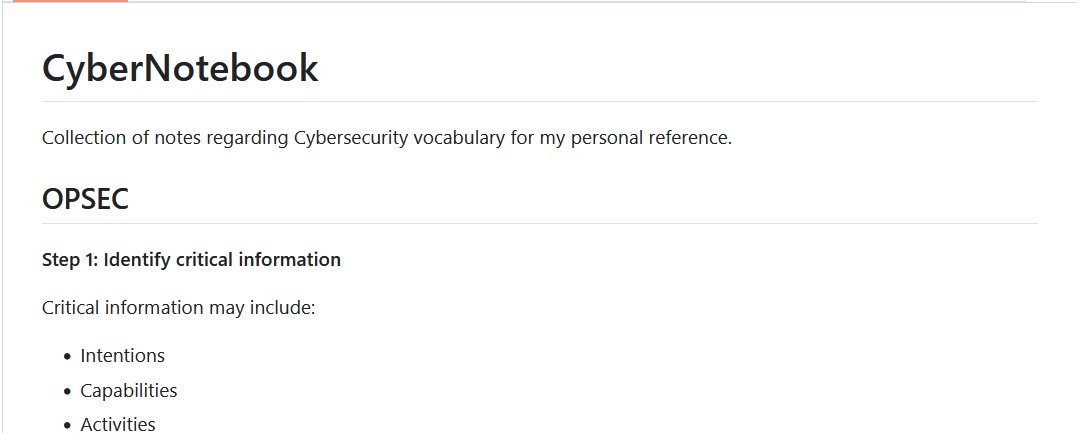 CyberNotebook
Collection of notes regarding Cybersecurity vocabulary for my personal reference.
OPSEC
Step 1: Identify critical information
Critical information may include:
• Intentions
• Capabilities
• Activities